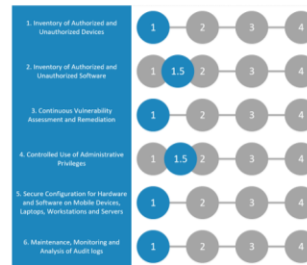 1. Inventory of Authorized and
Unauthorized Devices
1 2 3 4
2. Inventory of Authorized and
Unauthorized Software
1 1.5 2 3 4
3. Continuous Vulnerability
Assessment and Remediation
1 2 3 4
4. Controlled Use of Administrative
Privileges
1 1.5 2 3 4
5. Secure Configuration for Hardware
and Software on Mobile Devices,
Laptops, Workstations and Servers
1 2 3 4
6. Maintenance, Monitoring and
Analysis of Audit logs
1 2 3 4